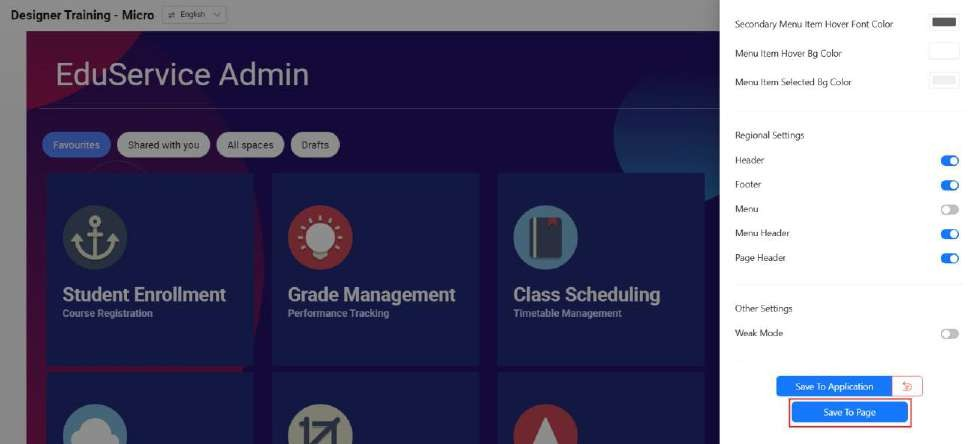 Designer Training - Micro
English
EduService Admin
Favourites
Shared with you
All spaces
Drafts
Student Enrollment
Course Registration
Grade Management
Performance Tracking
Class Scheduling
Timetable Management
Secondary Menu Item Hover Font Color
Menu Item Hover Bg Color
Menu Item Selected Bg Color
Regional Settings
Header
Footer
Menu
Menu Header
Page Header
Other Settings
Weak Mode
Save To Application
Save To Page